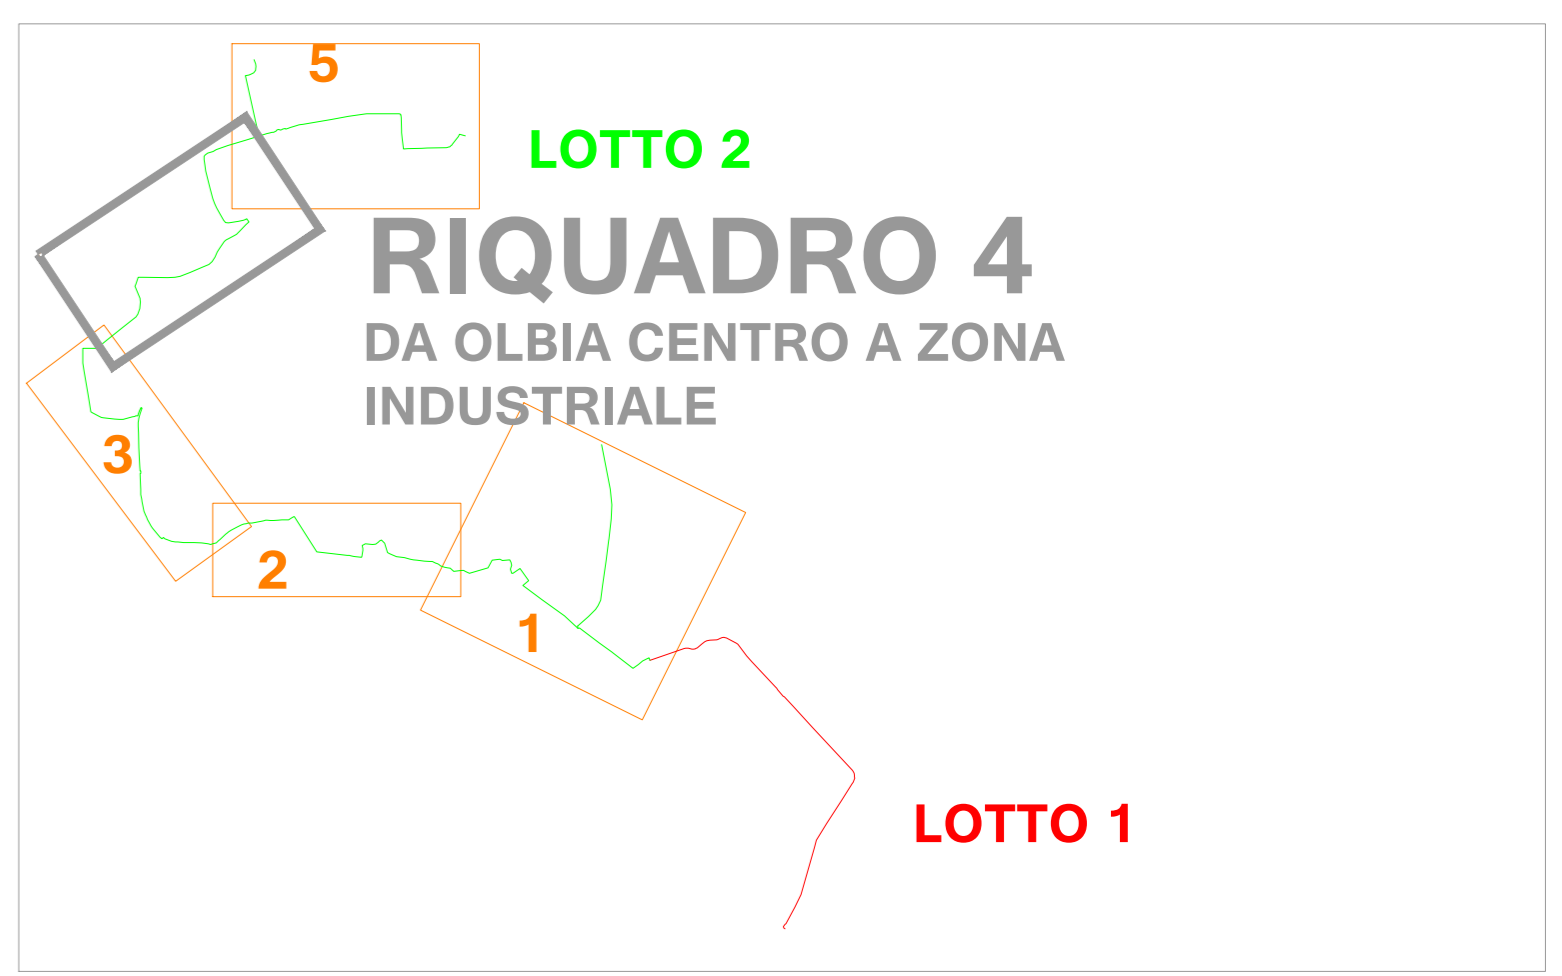 5
LOTTO 2
RIQUADRO 4
DA OLBIA CENTRO A ZONA
INDUSTRIALE
3
2
1
LOTTO 1